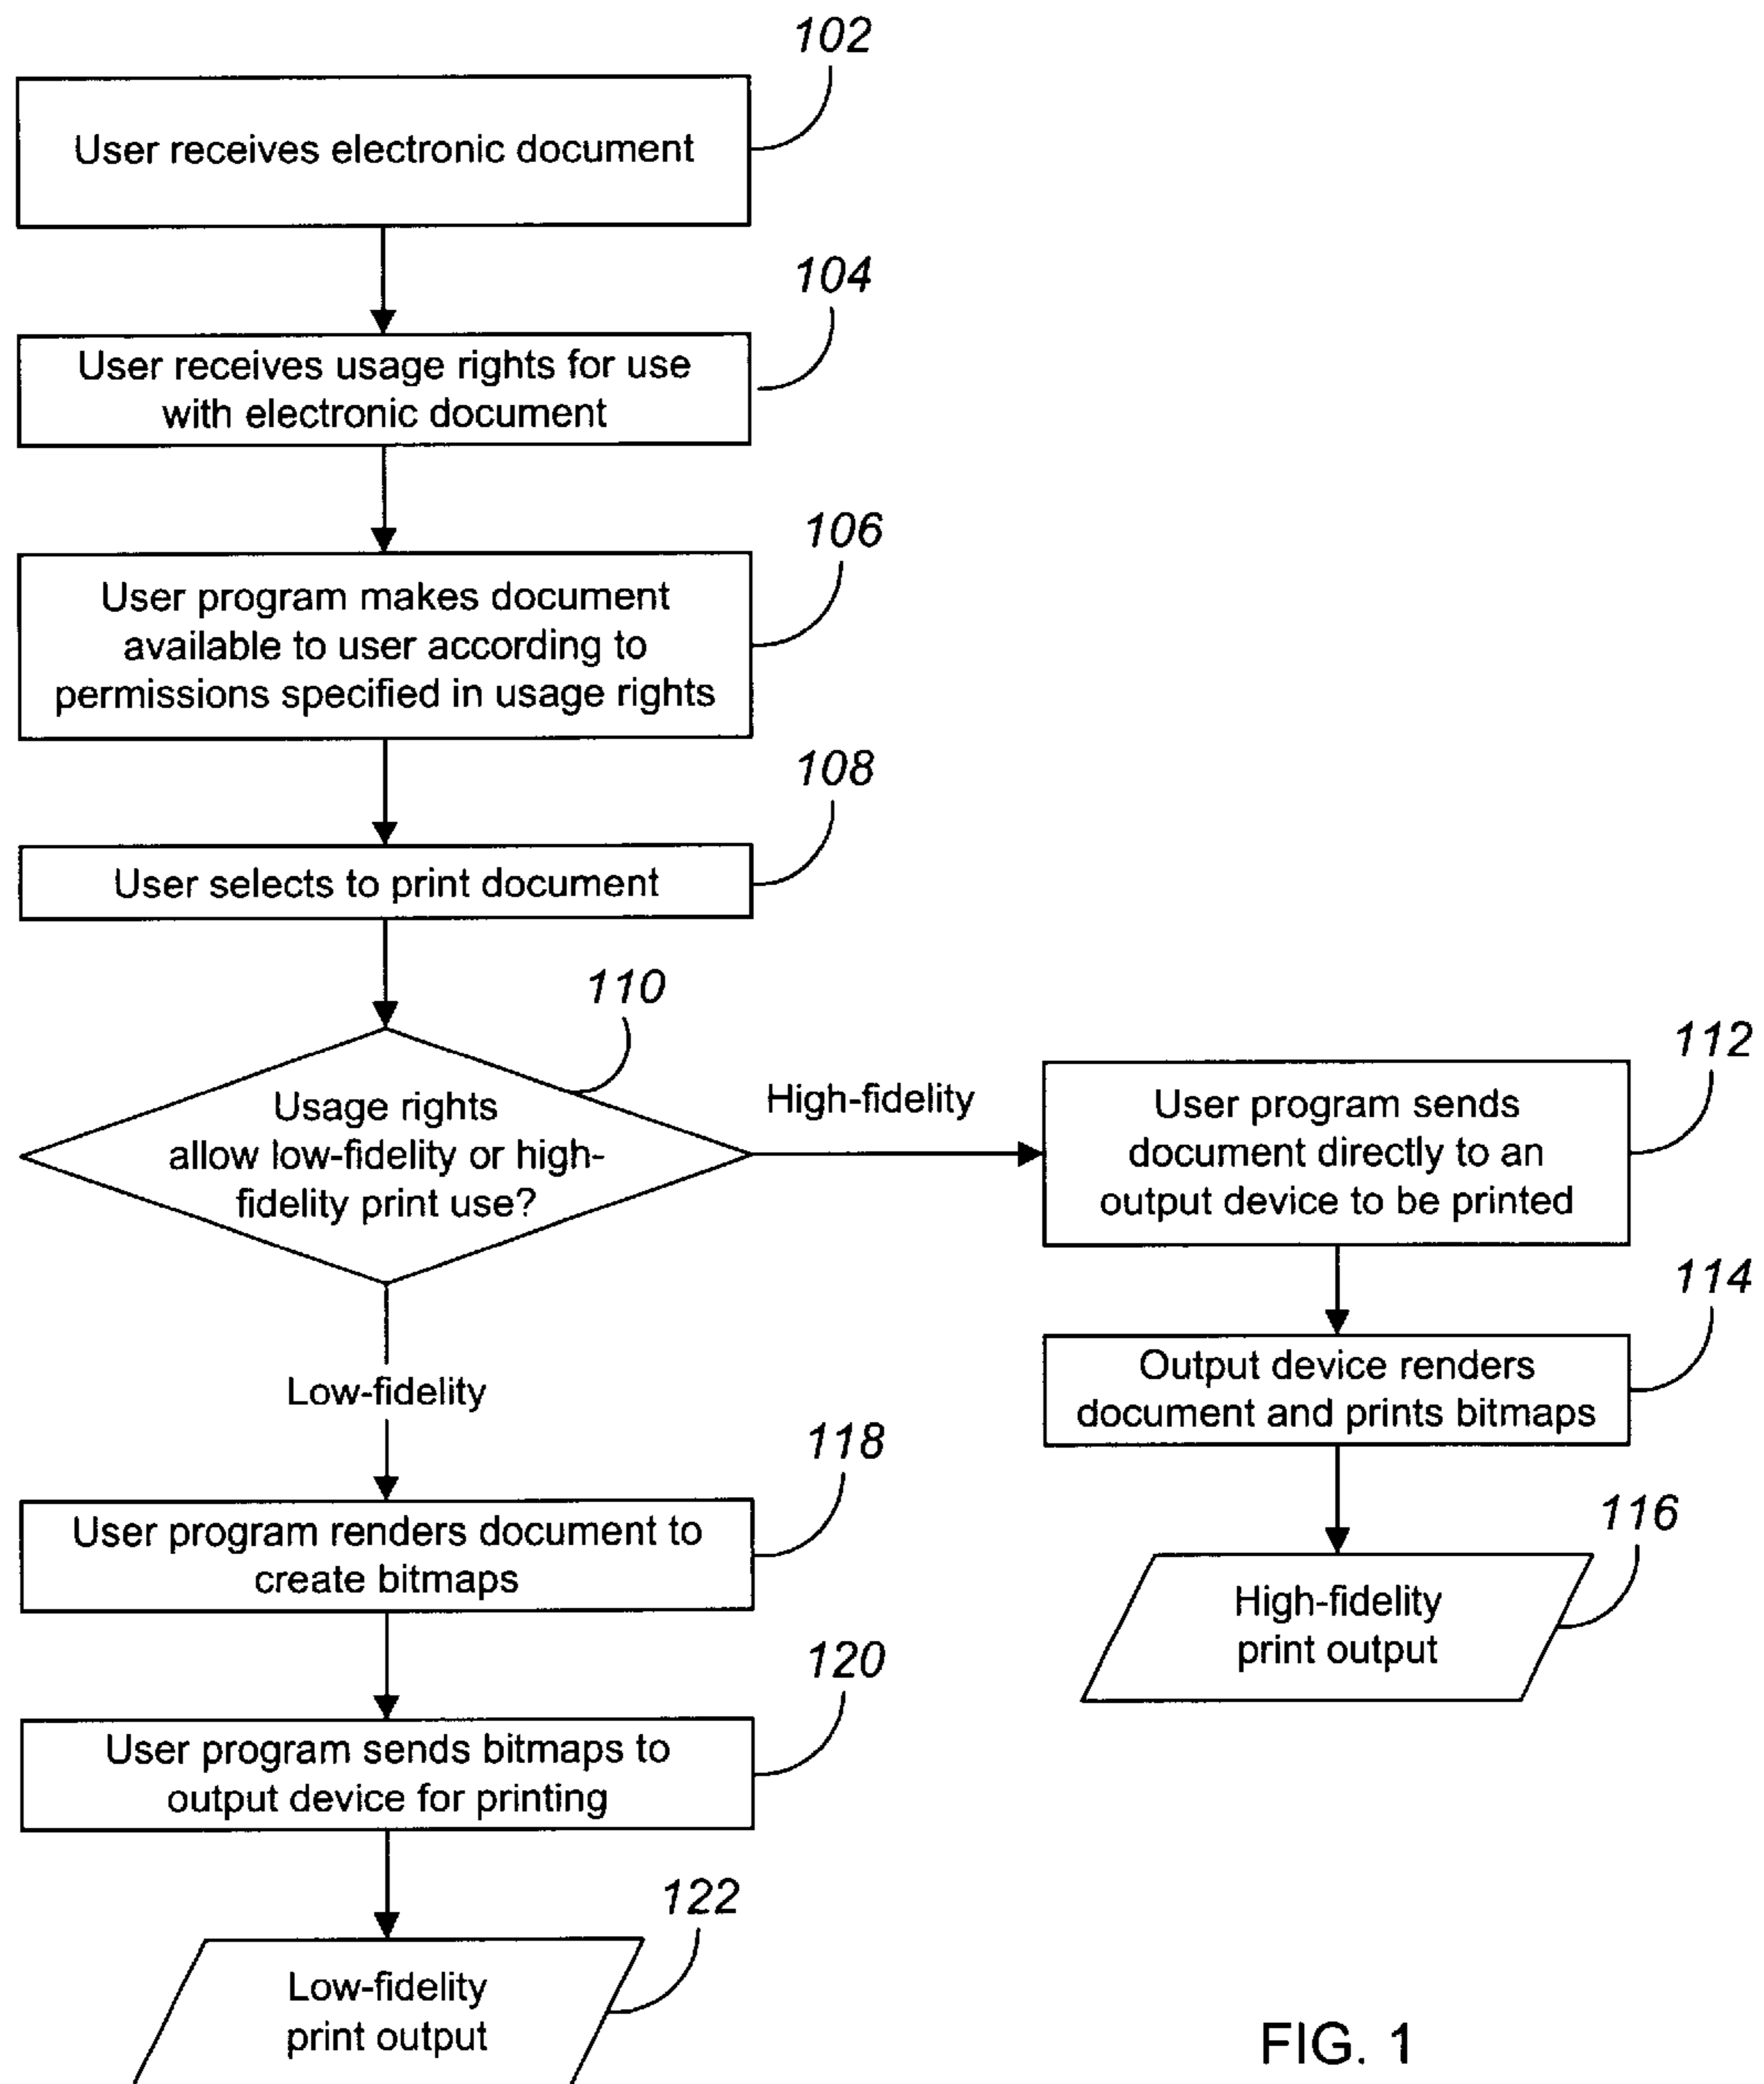 102
User receives electronic document
104
User receives usage rights for use
with electronic document
106
User program makes document
available to user according to
permissions specified in usage rights
108
User selects to print document
110
Usage rights
allow low-fidelity or high-
fidelity print use?
High-fidelity
112
User program sends
document directly to an
output device to be printed
114
Output device renders
document and prints bitmaps
116
High-fidelity
print output
Low-fidelity
118
User program renders document to
create bitmaps
120
User program sends bitmaps to
output device for printing
122
Low-fidelity
print output
FIG. 1